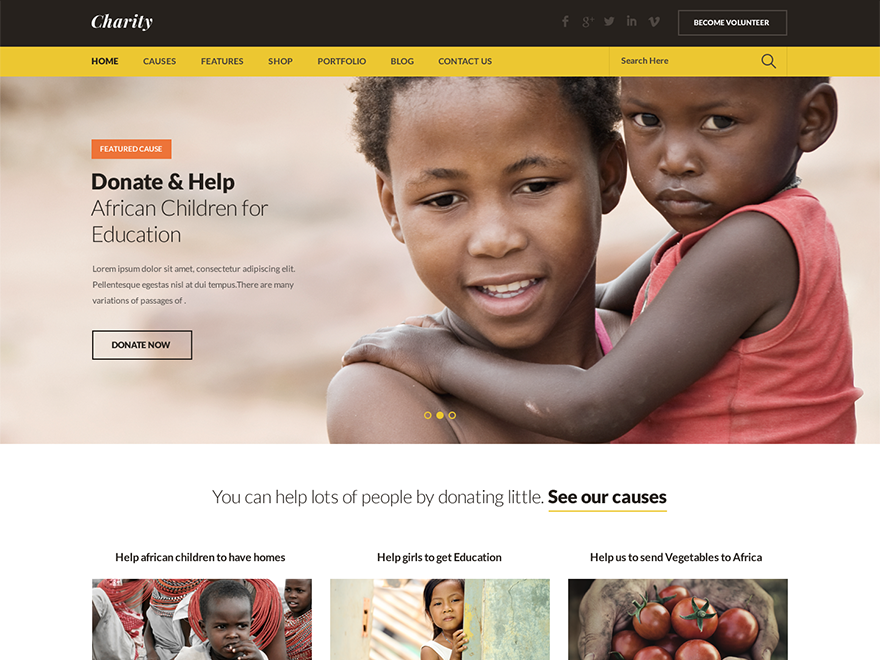 Charity
BECOME VOLUNTEER
HOME CAUSES FEATURES SHOP PORTFOLIO BLOG CONTACT US Search Here
FEATURED CAUSE
Donate & Help
African Children for
Education
Lorem ipsum dolor sit amet, consectetur adipiscing elit.
Pellentesque egestas nisl at dui tempus.There are many
variations of passages of .
DONATE NOW
You can help lots of people by donating little. See our causes
Help african children to have homes
Help girls to get Education
Help us to send Vegetables to Africa